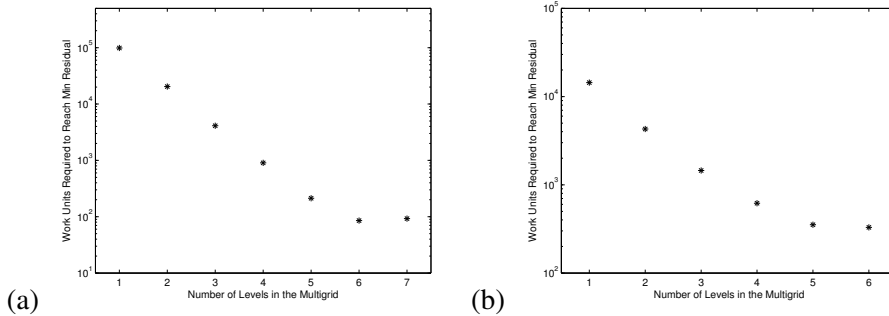 10^5
10^4
10^3
10^2
10^1
Work Units Required to Reach Min Residual
1 2 3 4 5 6 7
Number of Levels in the Multigrid
(a)
10^5
10^4
10^3
10^2
Work Units Required to Reach Min Residual
1 2 3 4 5 6
Number of Levels in the Multigrid
(b)